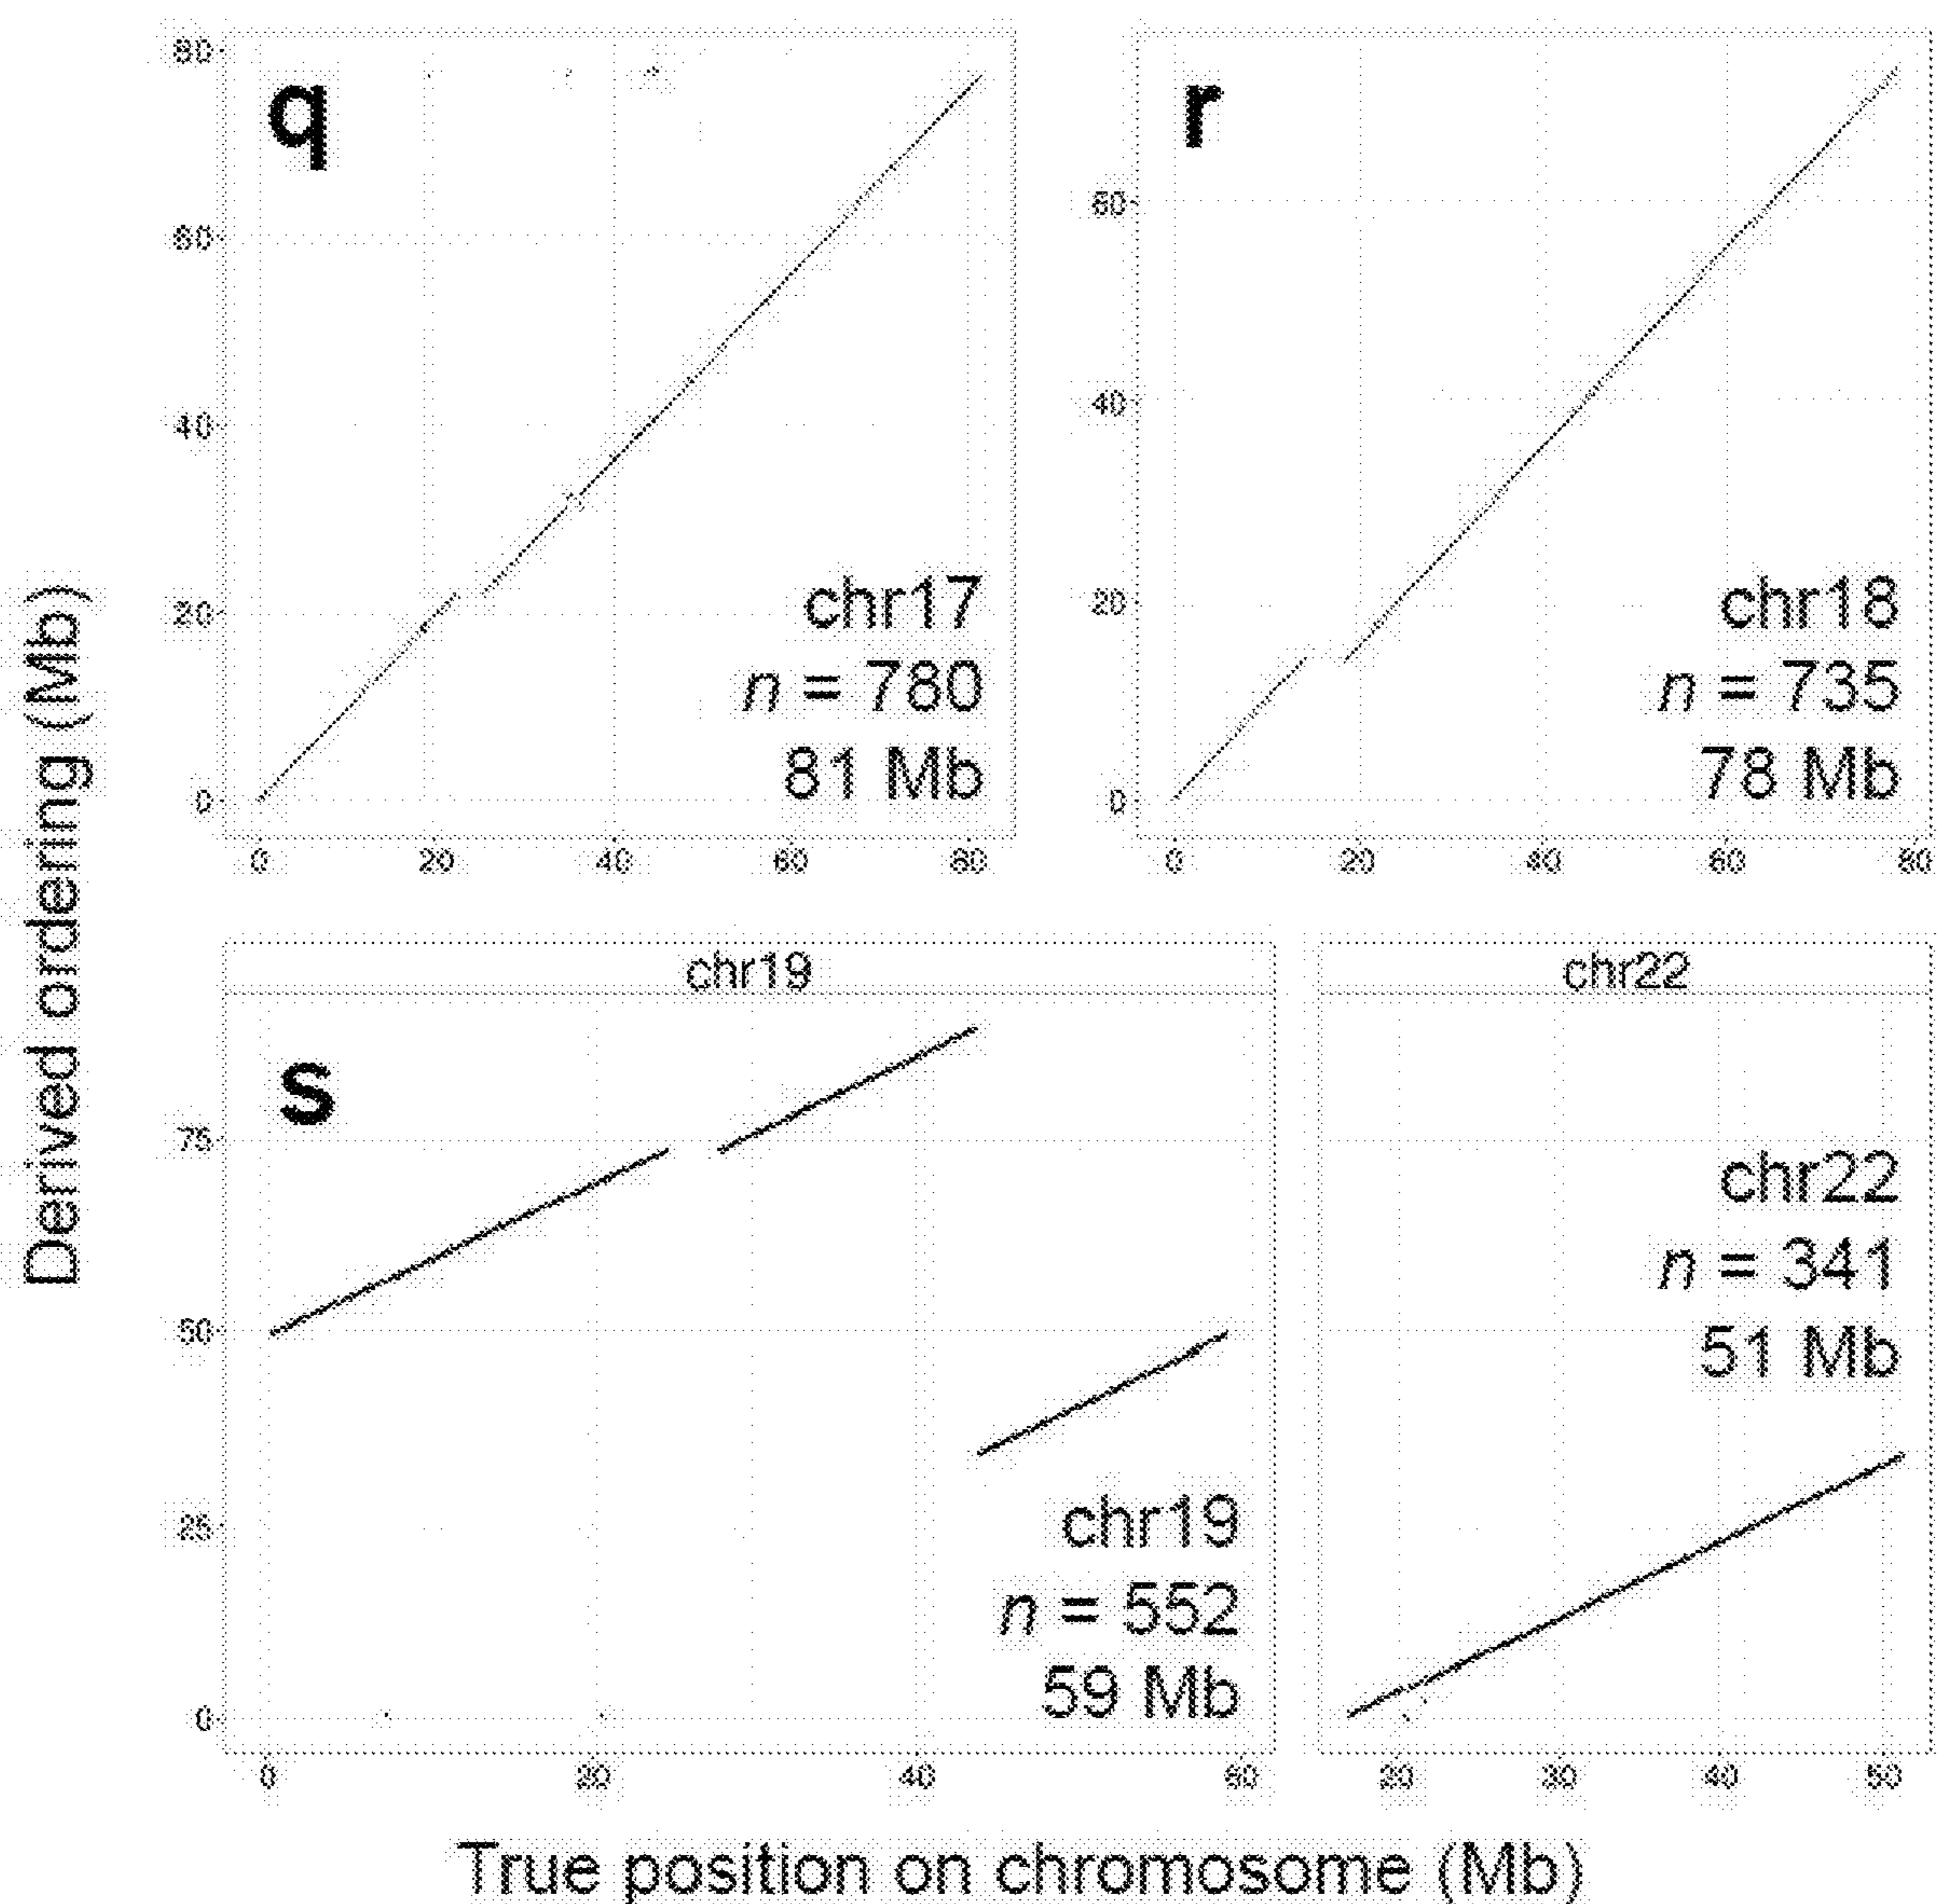 Derived ordering (Mb)
80
60
40
20
0
q
chr17
n = 780
81 Mb
0 20 40 60 80
60
40
20
0
r
chr18
n = 735
78 Mb
0 20 40 60 80
chr19
75
50
25
0
s
chr19
n = 552
59 Mb
0 20 40 60
chr22
chr22
n = 341
51 Mb
20 30 40 50
True position on chromosome (Mb)